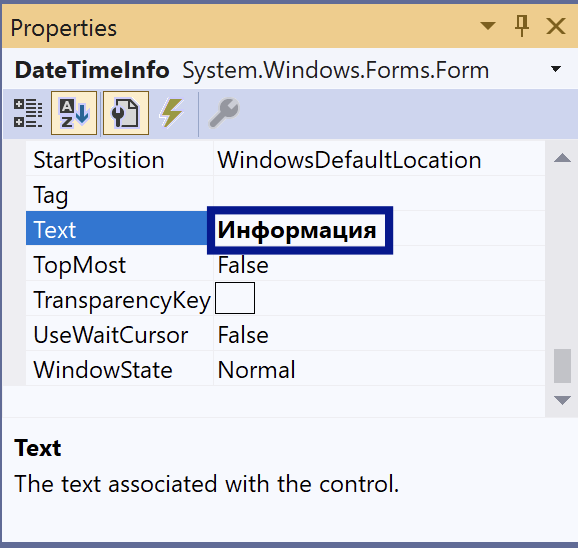 Properties
DateTimeInfo System.Windows.Forms.Form
A Z
StartPosition WindowsDefaultLocation
Tag
Text Информация
TopMost False
TransparencyKey
UseWaitCursor False
WindowState Normal
Text
The text associated with the control.